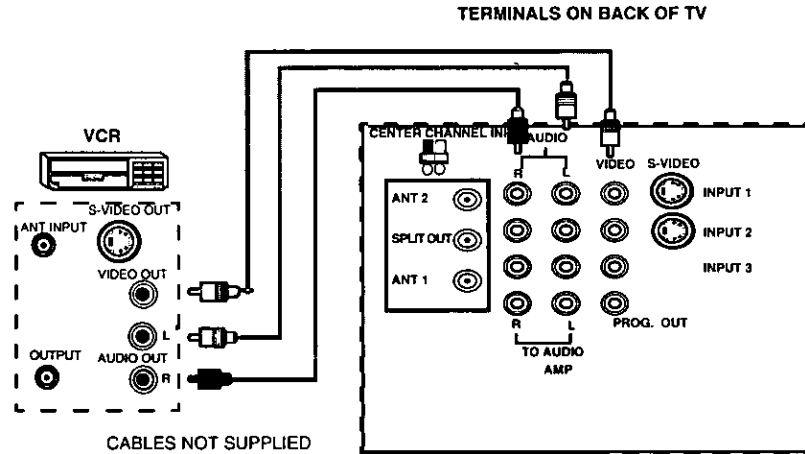 TERMINALS ON BACK OF TV
VCR
S-VIDEO OUT
ANT INPUT
VIDEO OUT
L
OUTPUT
AUDIO OUT
R
CABLES NOT SUPPLIED
CENTER CHANNEL
AUDIO
R
L
VIDEO
S-VIDEO
ANT 2
INPUT 1
SPLIT OUT
INPUT 2
ANT 1
INPUT 3
R
L
PROG. OUT
TO AUDIO
AMP